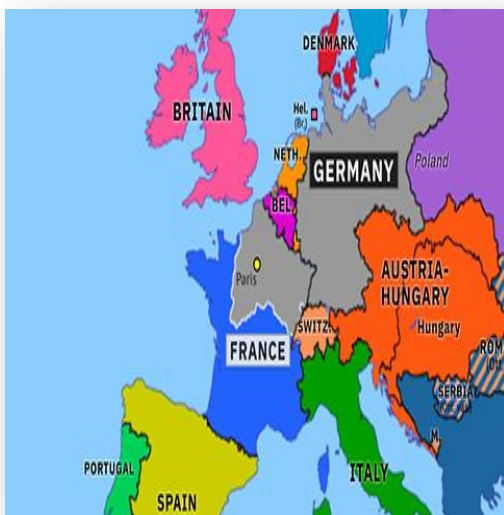 DENMARK
BRITAIN
Hel.
(Br.)
NETH.
GERMANY
Poland
BEL.
Paris
AUSTRIA-
HUNGARY
Hungary
SWITZ.
FRANCE
ROM
SERBIA
M.
ITALY
PORTUGAL
SPAIN